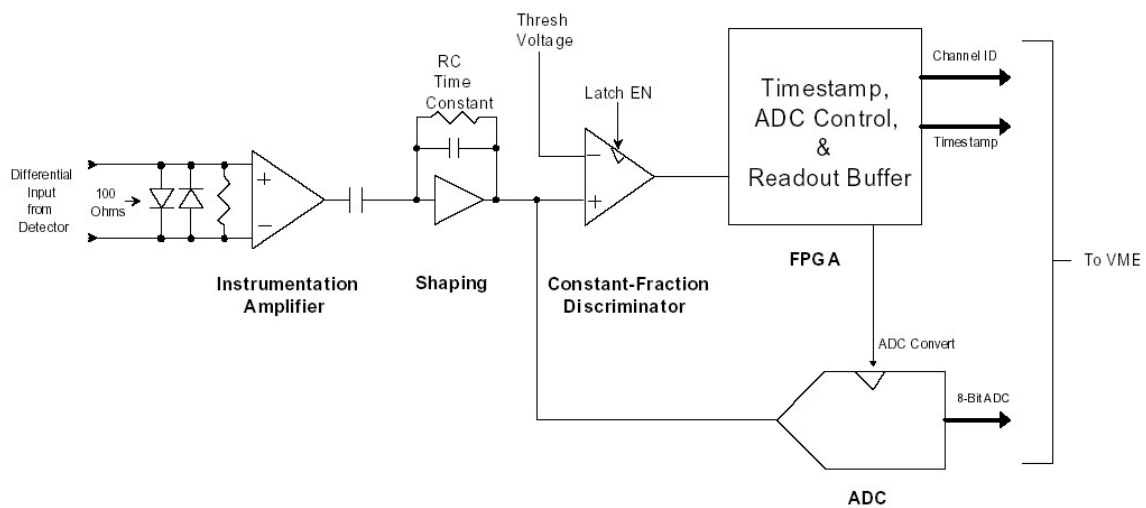 Thresh
Voltage
RC
Time
Constant
Latch EN
Channel ID
Timestamp,
ADC Control,
&
Readout Buffer
Timestamp
Differential
Input
from
Detector
100
Ohms
+
−
−
+
Instrumentation
Amplifier
Shaping
Constant-Fraction
Discriminator
FPGA
To VME
ADC Convert
8-Bit ADC
ADC